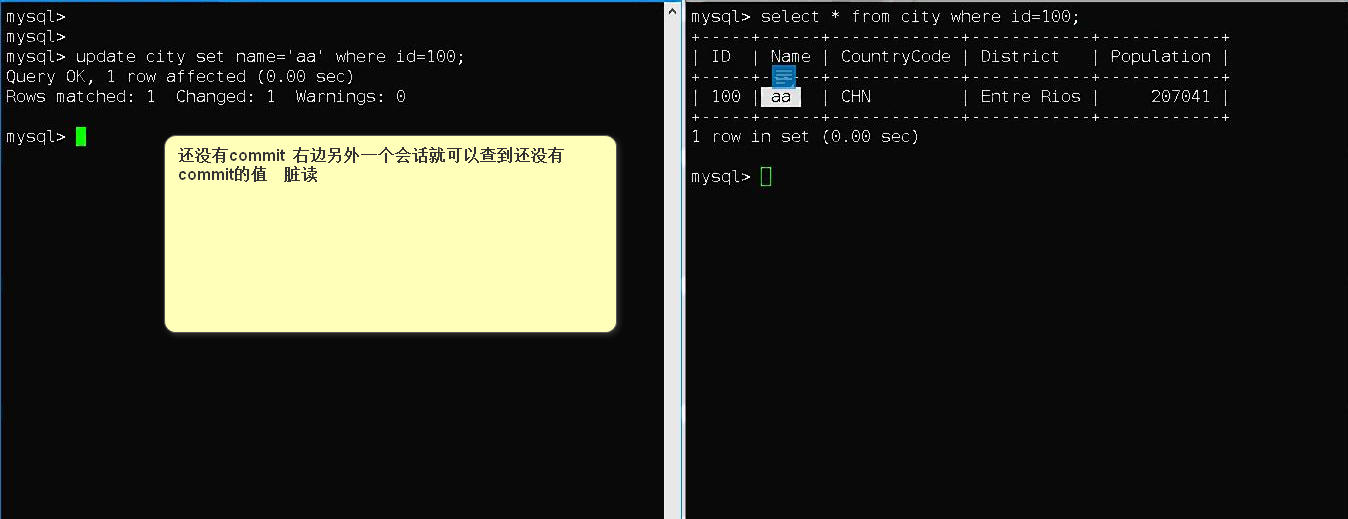 mysql>
mysql>
mysql> update city set name='aa' where id=100;
Query OK, 1 row affected (0.00 sec)
Rows matched: 1  Changed: 1  Warnings: 0
mysql>
还没有commit 右边另外一个会话就可以查到还没有
commit的值  脏读
mysql> select * from city where id=100;
+-----+------+-------------+------------+------------+
| ID  | Name | CountryCode | District   | Population |
+-----+------+-------------+------------+------------+
| 100 | aa   | CHN         | Entre Rios |     207041 |
+-----+------+-------------+------------+------------+
1 row in set (0.00 sec)
mysql>